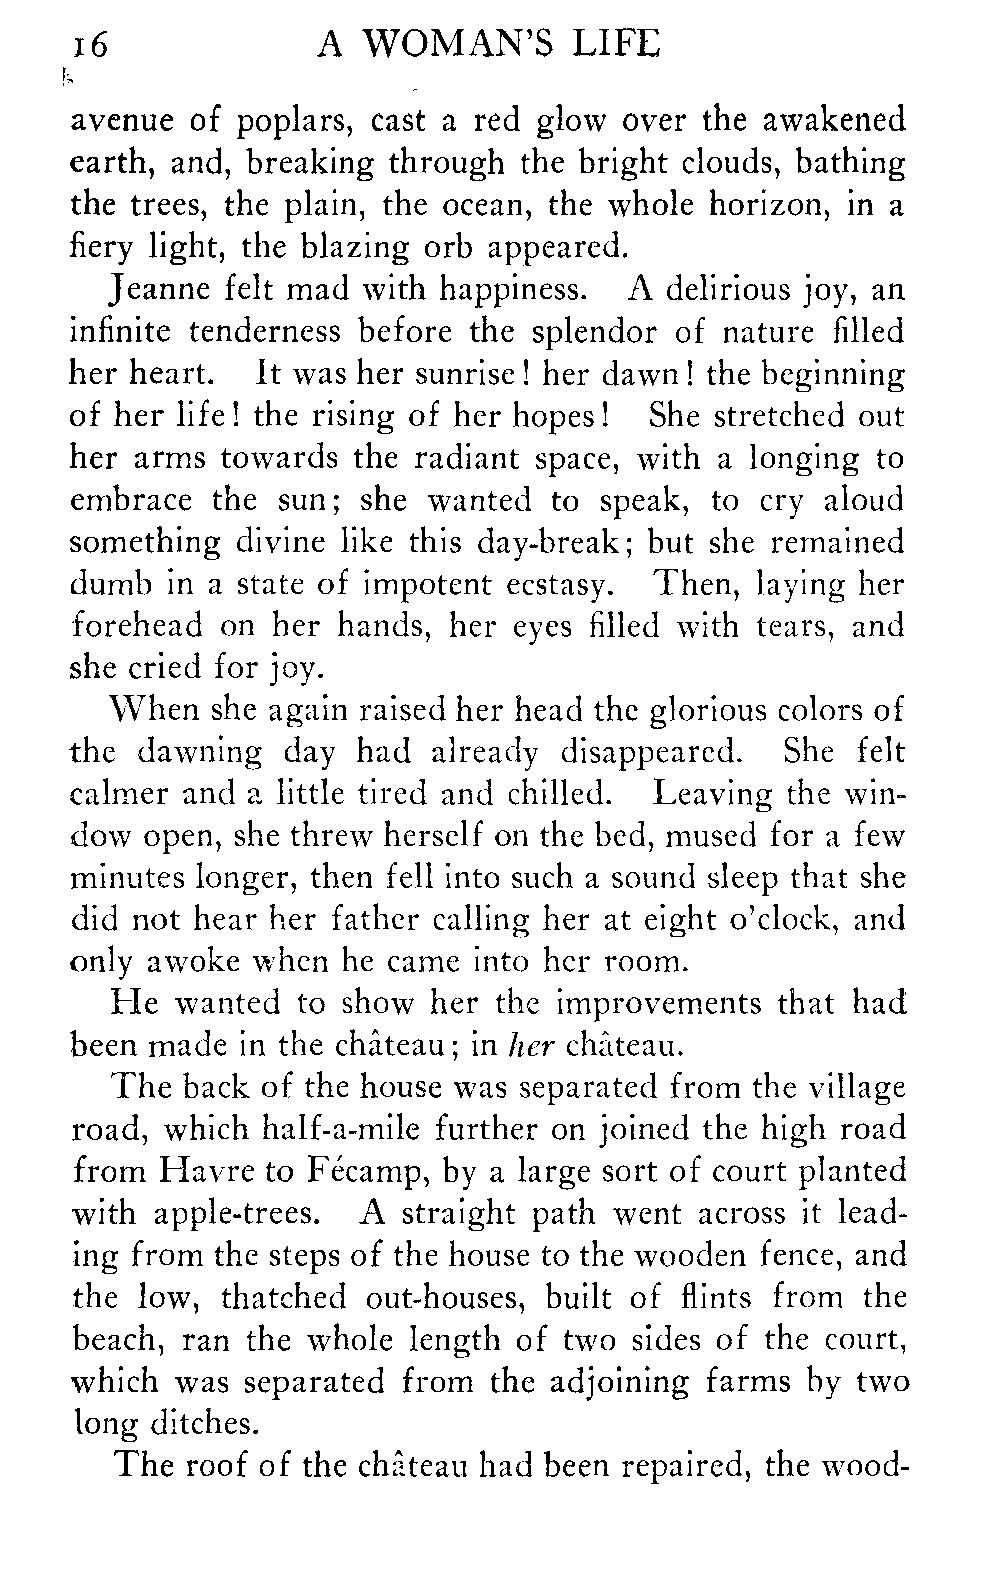 16 A WOMAN'S LIFE
avenue of poplars, cast a red glow over the awakened
earth, and, breaking through the bright clouds, bathing
the trees, the plain, the ocean, the whole horizon, in a
fiery light, the blazing orb appeared.
Jeanne felt mad with happiness. A delirious joy, an
infinite tenderness before the splendor of nature filled
her heart. It was her sunrise! her dawn! the beginning
of her life! the rising of her hopes! She stretched out
her arms towards the radiant space, with a longing to
embrace the sun; she wanted to speak, to cry aloud
something divine like this day-break; but she remained
dumb in a state of impotent ecstasy. Then, laying her
forehead on her hands, her eyes filled with tears, and
she cried for joy.
When she again raised her head the glorious colors of
the dawning day had already disappeared. She felt
calmer and a little tired and chilled. Leaving the win-
dow open, she threw herself on the bed, mused for a few
minutes longer, then fell into such a sound sleep that she
did not hear her father calling her at eight o'clock, and
only awoke when he came into her room.
He wanted to show her the improvements that had
been made in the château; in her château.
The back of the house was separated from the village
road, which half-a-mile further on joined the high road
from Havre to Fécamp, by a large sort of court planted
with apple-trees. A straight path went across it lead-
ing from the steps of the house to the wooden fence, and
the low, thatched out-houses, built of flints from the
beach, ran the whole length of two sides of the court,
which was separated from the adjoining farms by two
long ditches.
The roof of the château had been repaired, the wood-